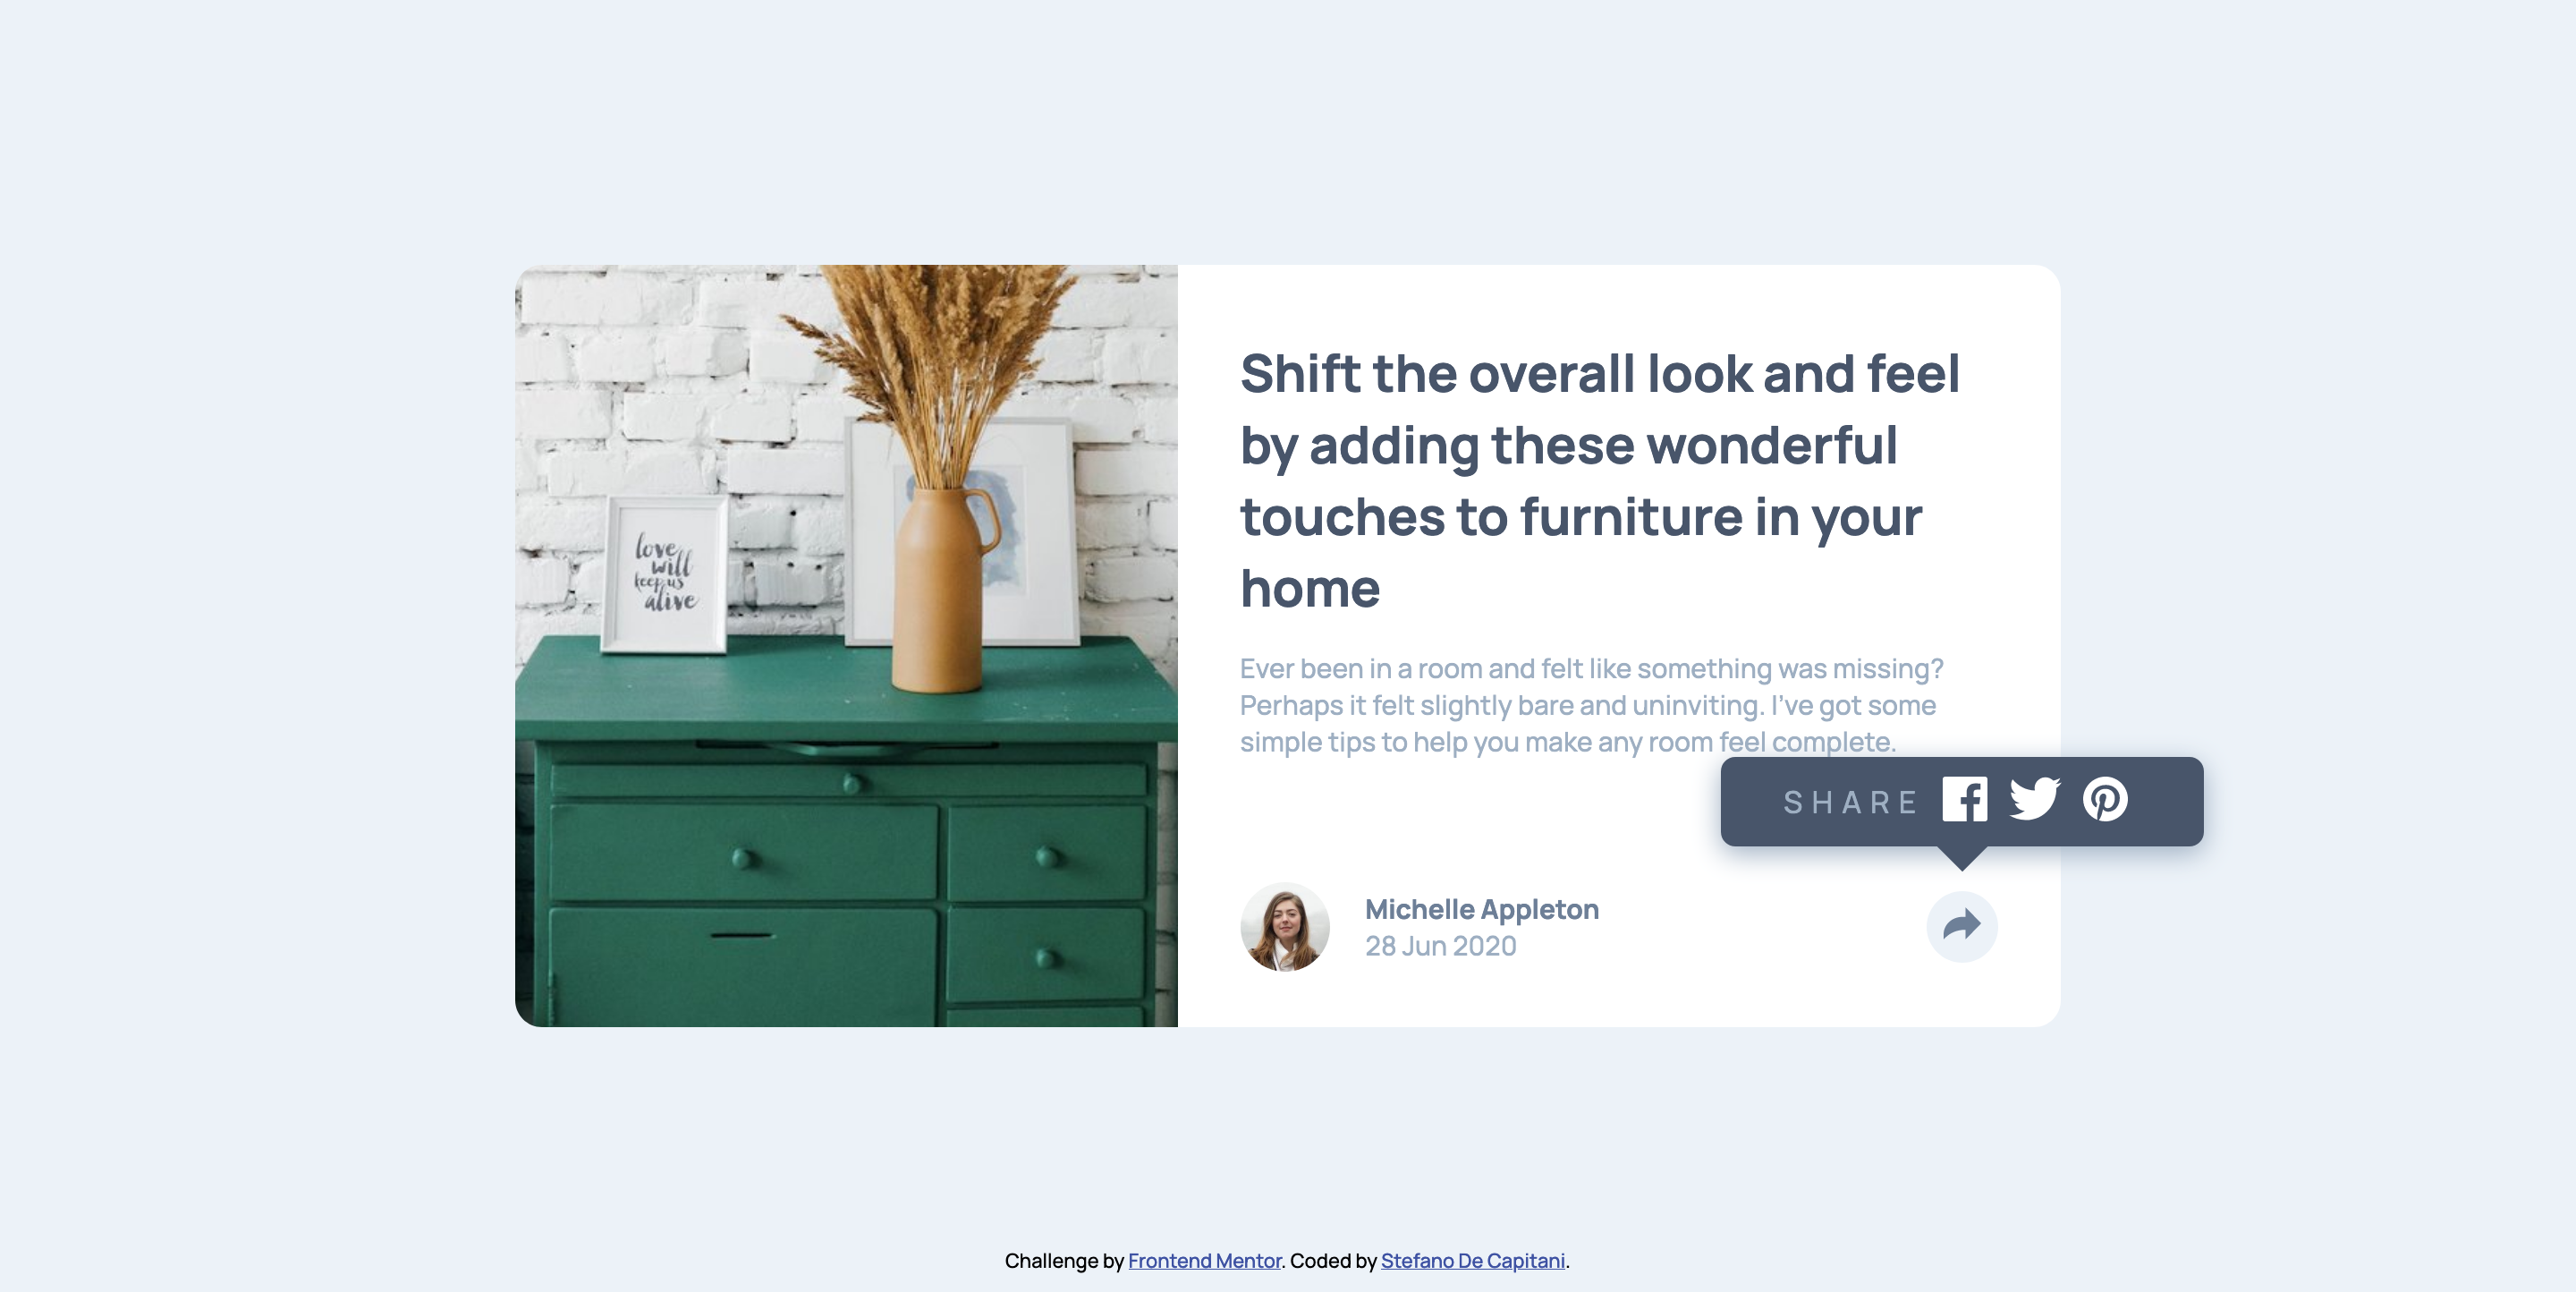 love
will
keep us
alive
Shift the overall look and feel
by adding these wonderful
touches to furniture in your
home
Ever been in a room and felt like something was missing?
Perhaps it felt slightly bare and uninviting. I've got some
simple tips to help you make any room feel complete.
SHARE
Michelle Appleton
28 Jun 2020
Challenge by Frontend Mentor. Coded by Stefano De Capitani.